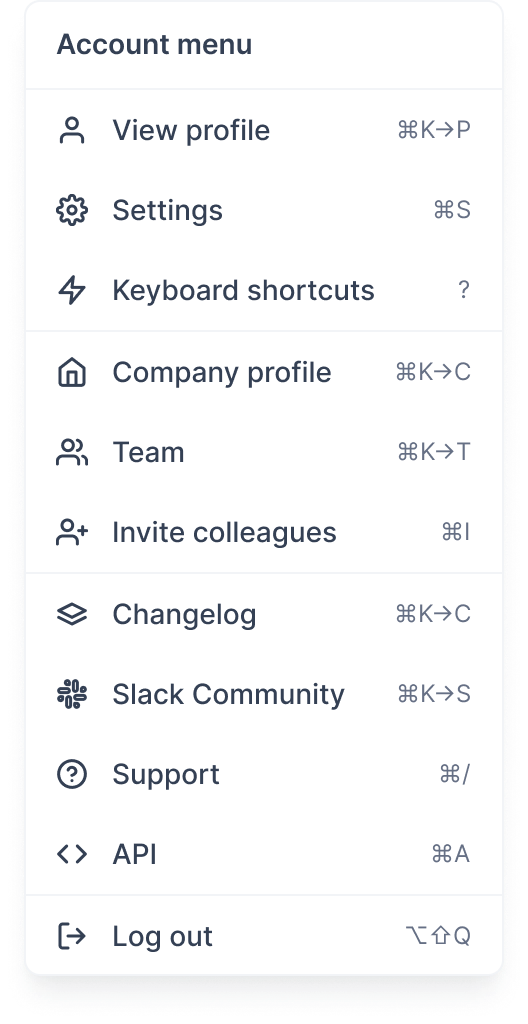 Account menu
View profile ⌘K→P
Settings ⌘S
Keyboard shortcuts ?
Company profile ⌘K→C
Team ⌘K→T
Invite colleagues ⌘I
Changelog ⌘K→C
Slack Community ⌘K→S
Support ⌘/
API ⌘A
Log out ⌥⇧Q